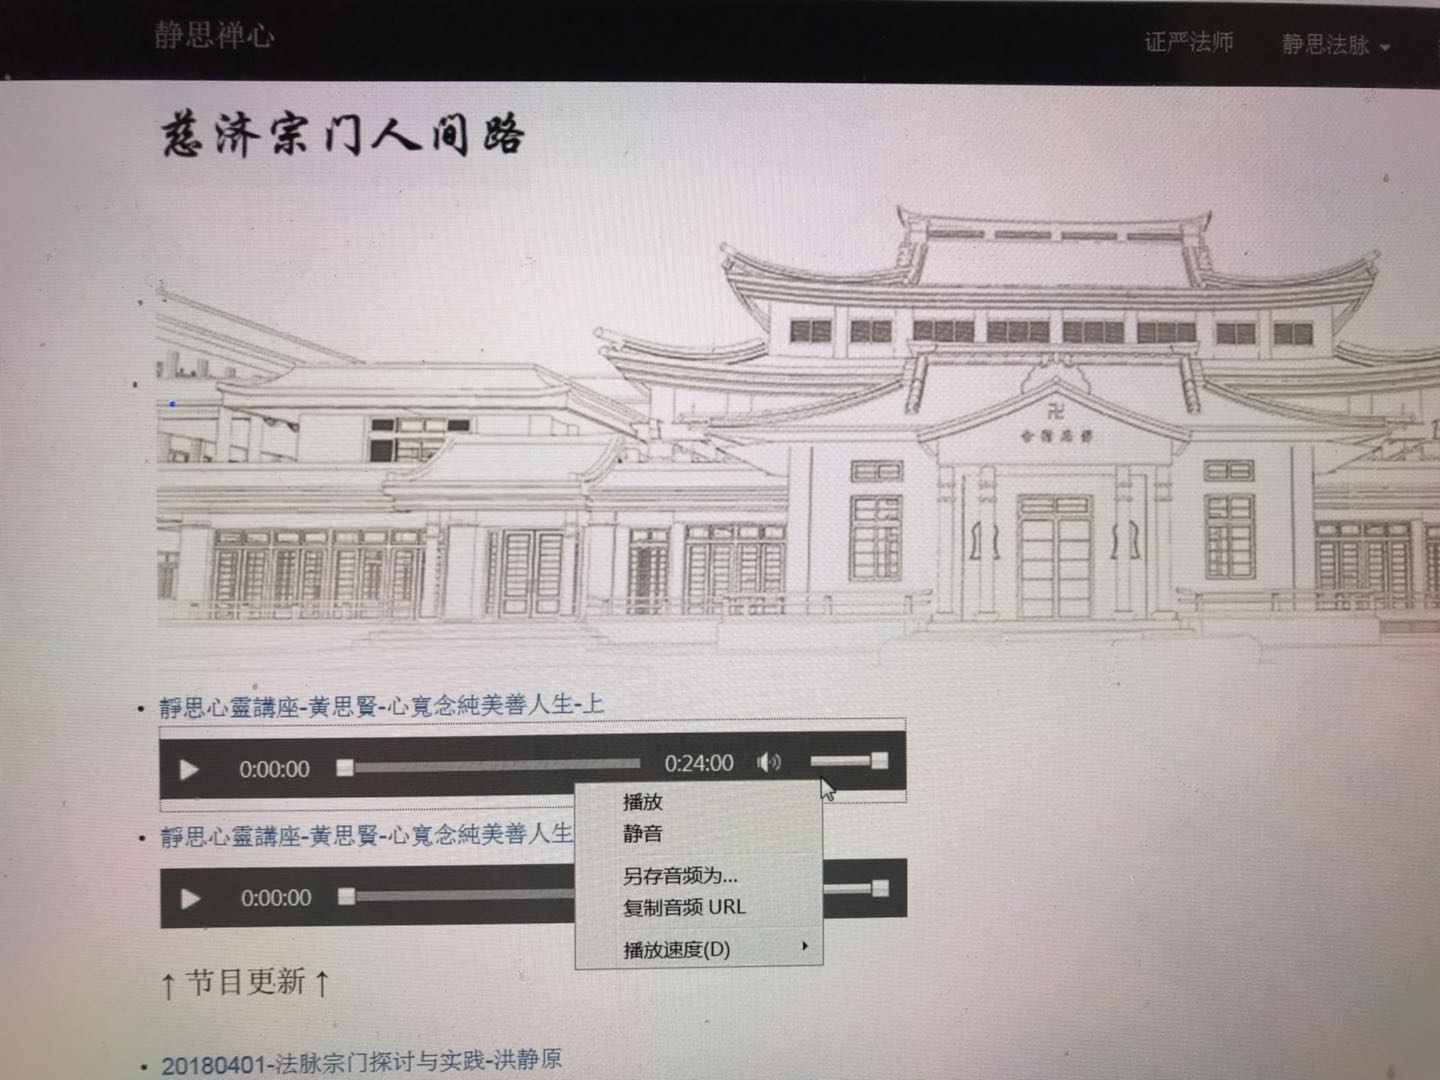 静思禅心
证严法师
静思法脉
慈济宗门人间路
靜思心靈講座-黃思賢-心寬念純美善人生-上
0:00:00
0:24:00
播放
静音
另存音频为...
复制音频 URL
播放速度(D)
靜思心靈講座-黃思賢-心寬念純美善人生
0:00:00
↑ 节目更新 ↑
20180401-法脉宗门探讨与实践-洪静原